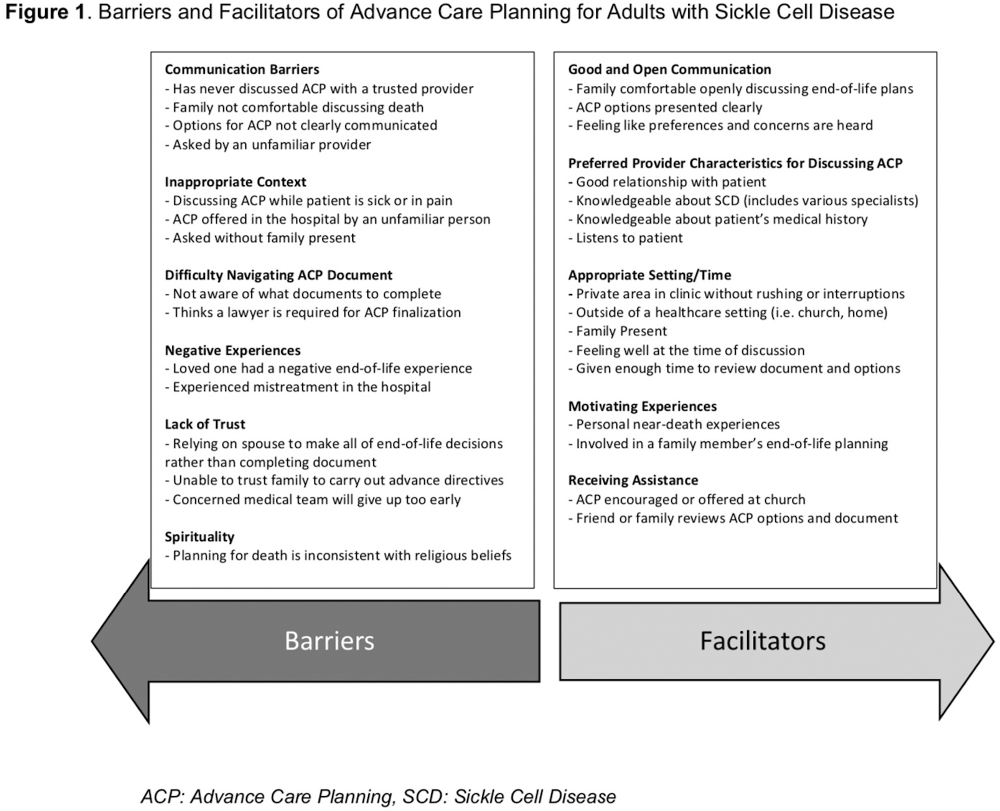 Figure 1. Barriers and Facilitators of Advance Care Planning for Adults with Sickle Cell Disease
Communication Barriers
- Has never discussed ACP with a trusted provider
- Family not comfortable discussing death
- Options for ACP not clearly communicated
- Asked by an unfamiliar provider
Inappropriate Context
- Discussing ACP while patient is sick or in pain
- ACP offered in the hospital by an unfamiliar person
- Asked without family present
Difficulty Navigating ACP Document
- Not aware of what documents to complete
- Thinks a lawyer is required for ACP finalization
Negative Experiences
- Loved one had a negative end-of-life experience
- Experienced mistreatment in the hospital
Lack of Trust
- Relying on spouse to make all of end-of-life decisions
rather than completing document
- Unable to trust family to carry out advance directives
- Concerned medical team will give up too early
Spirituality
- Planning for death is inconsistent with religious beliefs
Good and Open Communication
- Family comfortable openly discussing end-of-life plans
- ACP options presented clearly
- Feeling like preferences and concerns are heard
Preferred Provider Characteristics for Discussing ACP
- Good relationship with patient
- Knowledgeable about SCD (includes various specialists)
- Knowledgeable about patient's medical history
- Listens to patient
Appropriate Setting/Time
- Private area in clinic without rushing or interruptions
- Outside of a healthcare setting (i.e. church, home)
- Family Present
- Feeling well at the time of discussion
- Given enough time to review document and options
Motivating Experiences
- Personal near-death experiences
- Involved in a family member's end-of-life planning
Receiving Assistance
- ACP encouraged or offered at church
- Friend or family reviews ACP options and document
Barriers
Facilitators
ACP: Advance Care Planning, SCD: Sickle Cell Disease